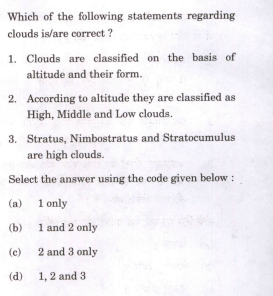 Which of the following statements regarding
clouds is/are correct ?
1. Clouds are classified on the basis of
altitude and their form.
2. According to altitude they are classified as
High, Middle and Low clouds.
3. Stratus, Nimbostratus and Stratocumulus
are high clouds.
Select the answer using the code given below :
(a) 1 only
(b) 1 and 2 only
(c) 2 and 3 only
(d) 1, 2 and 3